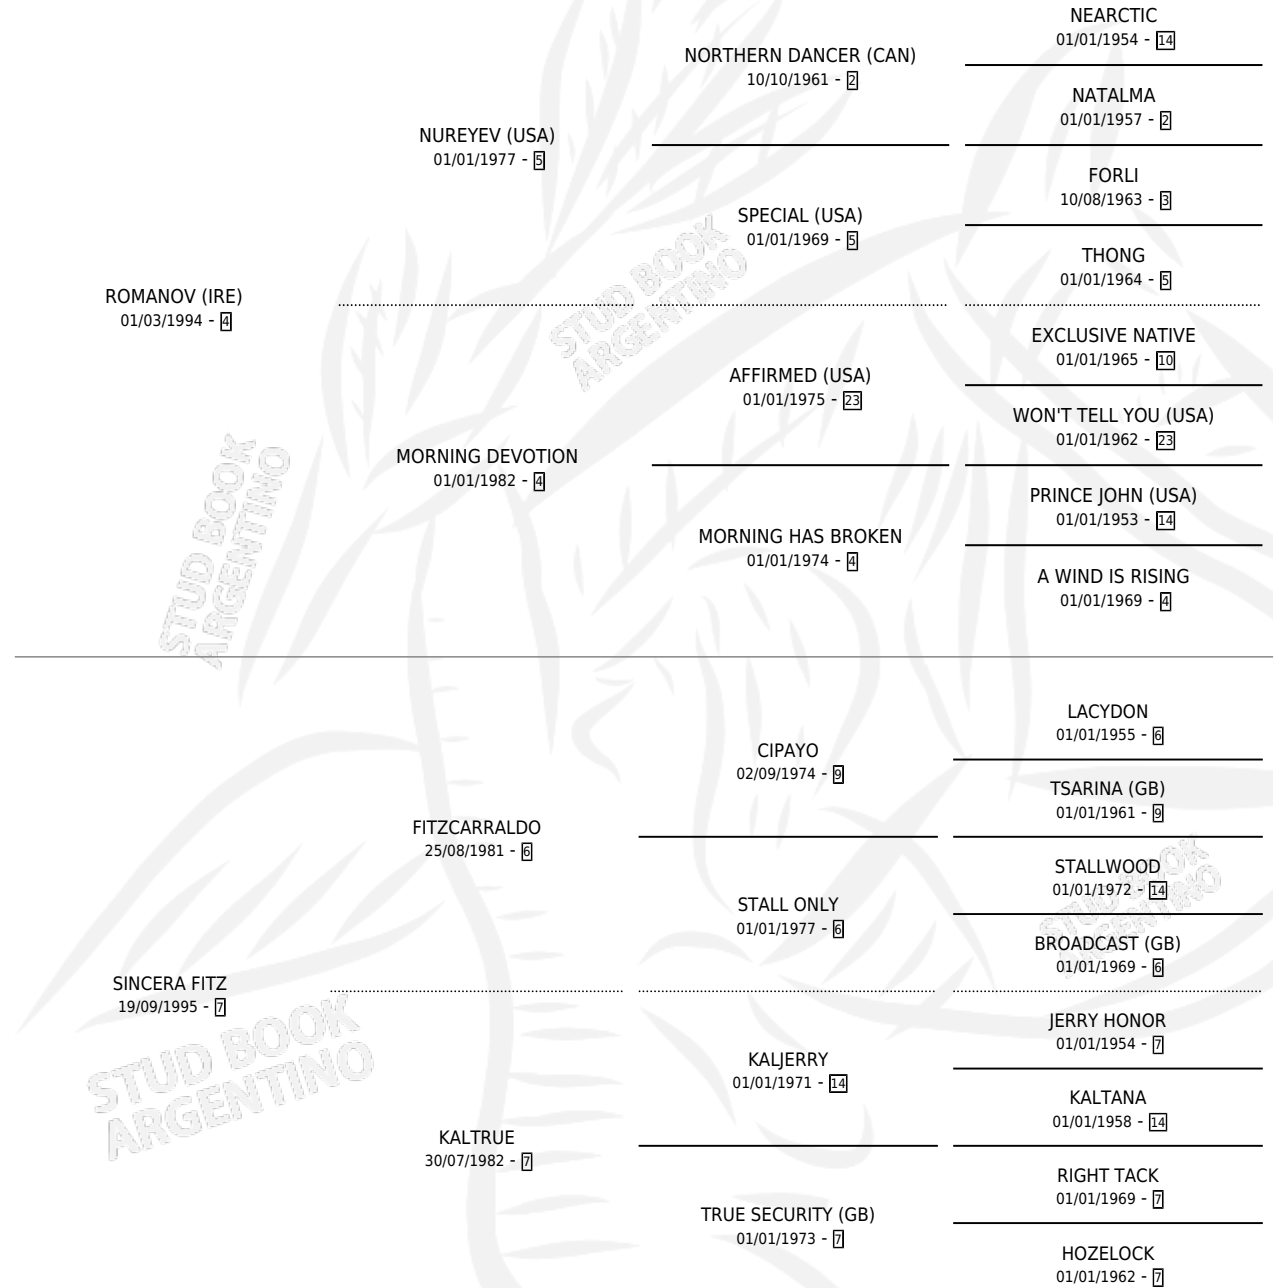 NEARCTIC
01/01/1954 - 14
NORTHERN DANCER (CAN)
10/10/1961 - 2
NATALMA
01/01/1957 - 2
NUREYEV (USA)
01/01/1977 - 5
FORLI
10/08/1963 - 3
SPECIAL (USA)
01/01/1969 - 5
THONG
01/01/1964 - 5
ROMANOV (IRE)
01/03/1994 - 4
EXCLUSIVE NATIVE
01/01/1965 - 10
AFFIRMED (USA)
01/01/1975 - 23
WON'T TELL YOU (USA)
01/01/1962 - 23
MORNING DEVOTION
01/01/1982 - 4
PRINCE JOHN (USA)
01/01/1953 - 14
MORNING HAS BROKEN
01/01/1974 - 4
A WIND IS RISING
01/01/1969 - 4
LACYDON
01/01/1955 - 6
CIPAYO
02/09/1974 - 9
TSARINA (GB)
01/01/1961 - 9
FITZCARRALDO
25/08/1981 - 6
STALLWOOD
01/01/1972 - 14
STALL ONLY
01/01/1977 - 6
BROADCAST (GB)
01/01/1969 - 6
SINCERA FITZ
19/09/1995 - 7
JERRY HONOR
01/01/1954 - 7
KALJERRY
01/01/1971 - 14
KALTANA
01/01/1958 - 14
KALTRUE
30/07/1982 - 7
RIGHT TACK
01/01/1969 - 7
TRUE SECURITY (GB)
01/01/1973 - 7
HOZELOCK
01/01/1962 - 7
STUD BOOK
ARGENTINO
STUD BOOK
ARGENTINO
STUD BOOK
ARGENTINO
STUD BOOK
ARGENTINO